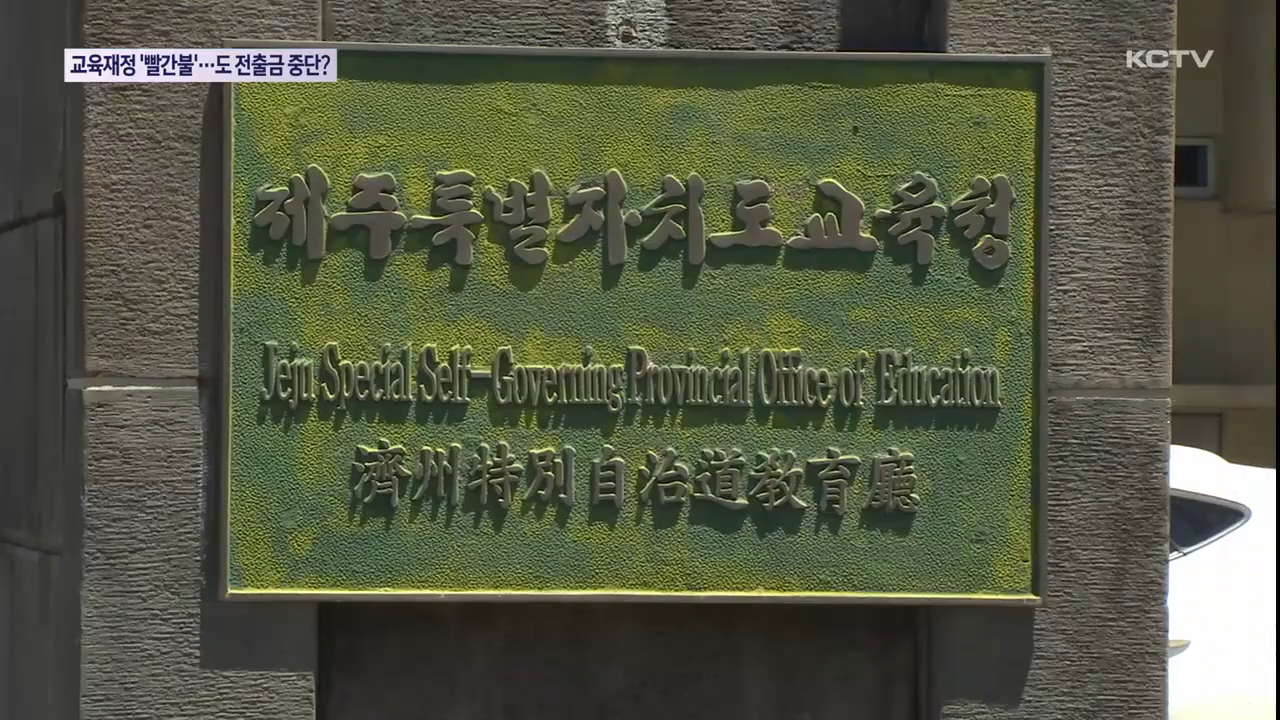 교육재정 '빨간불'…도 전출금 중단?
KCTV
제주특별자치도교육청
Jeju Special Self-Governing Provincial Office of Education
濟州特別自治道教育廳